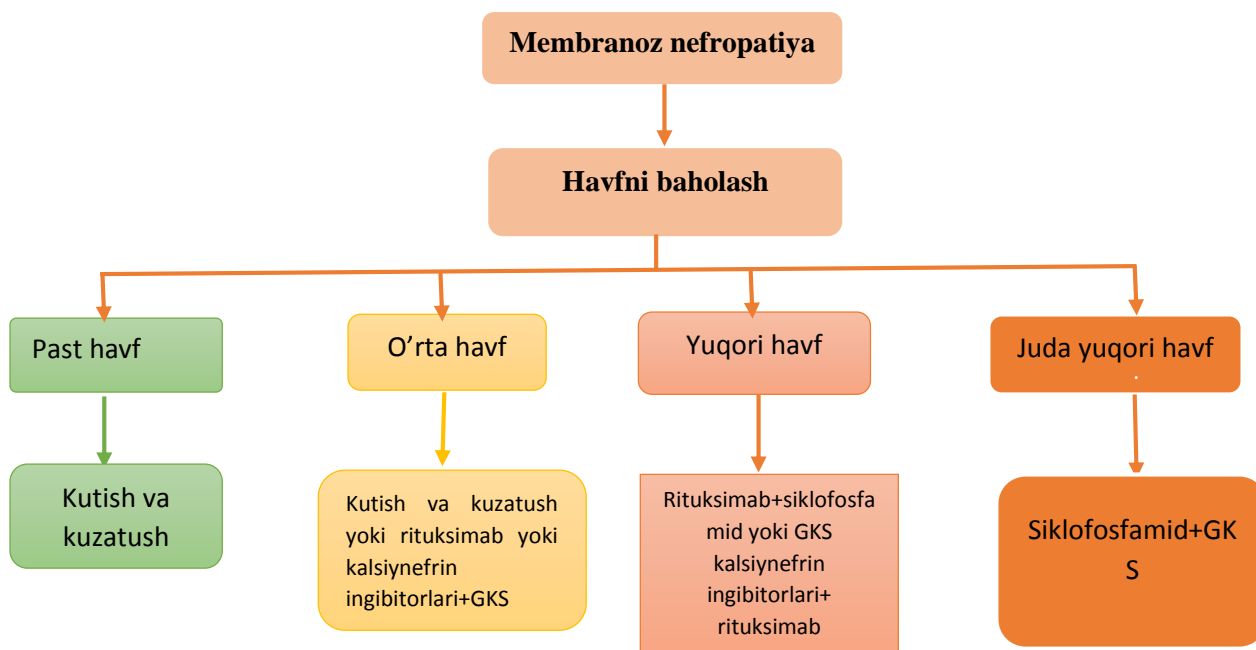 Membranoz nefropatiya
Havfni baholash
Past havf
O’rta havf
Yuqori havf
Juda yuqori havf
.
Kutish va
kuzatush
Kutish va kuzatush
yoki rituksimab yoki
kalsiynefrin
ingibitorlari+GKS
Rituksimab+siklofosfa
mid yoki GKS
kalsiynefrin
ingibitorlari+
rituksimab
Siklofosfamid+GK
S